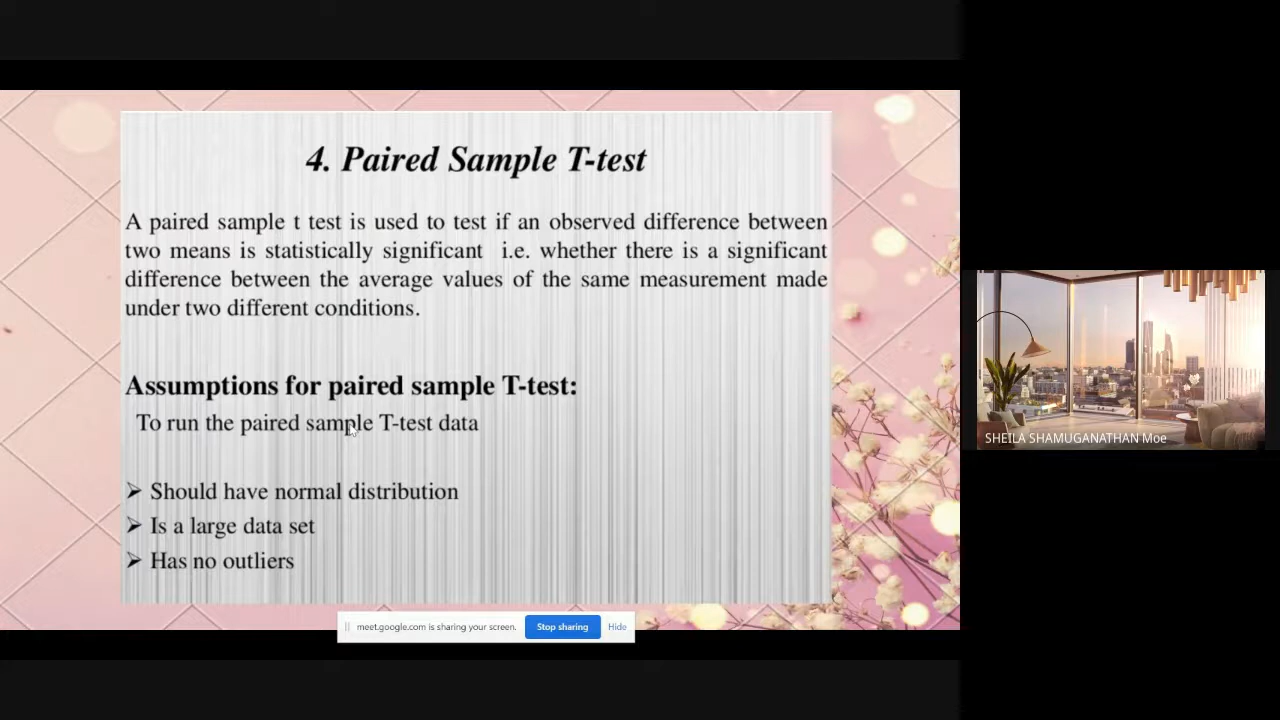 4. Paired Sample T-test
A paired sample t test is used to test if an observed difference between
two means is statistically significant i.e. whether there is a significant
difference between the average values of the same measurement made
under two different conditions.
Assumptions for paired sample T-test:
To run the paired sample T-test data
➢ Should have normal distribution
➢ Is a large data set
➢ Has no outliers
meet.google.com is sharing your screen. Stop sharing Hide
SHEILA SHAMUGANATHAN Moe